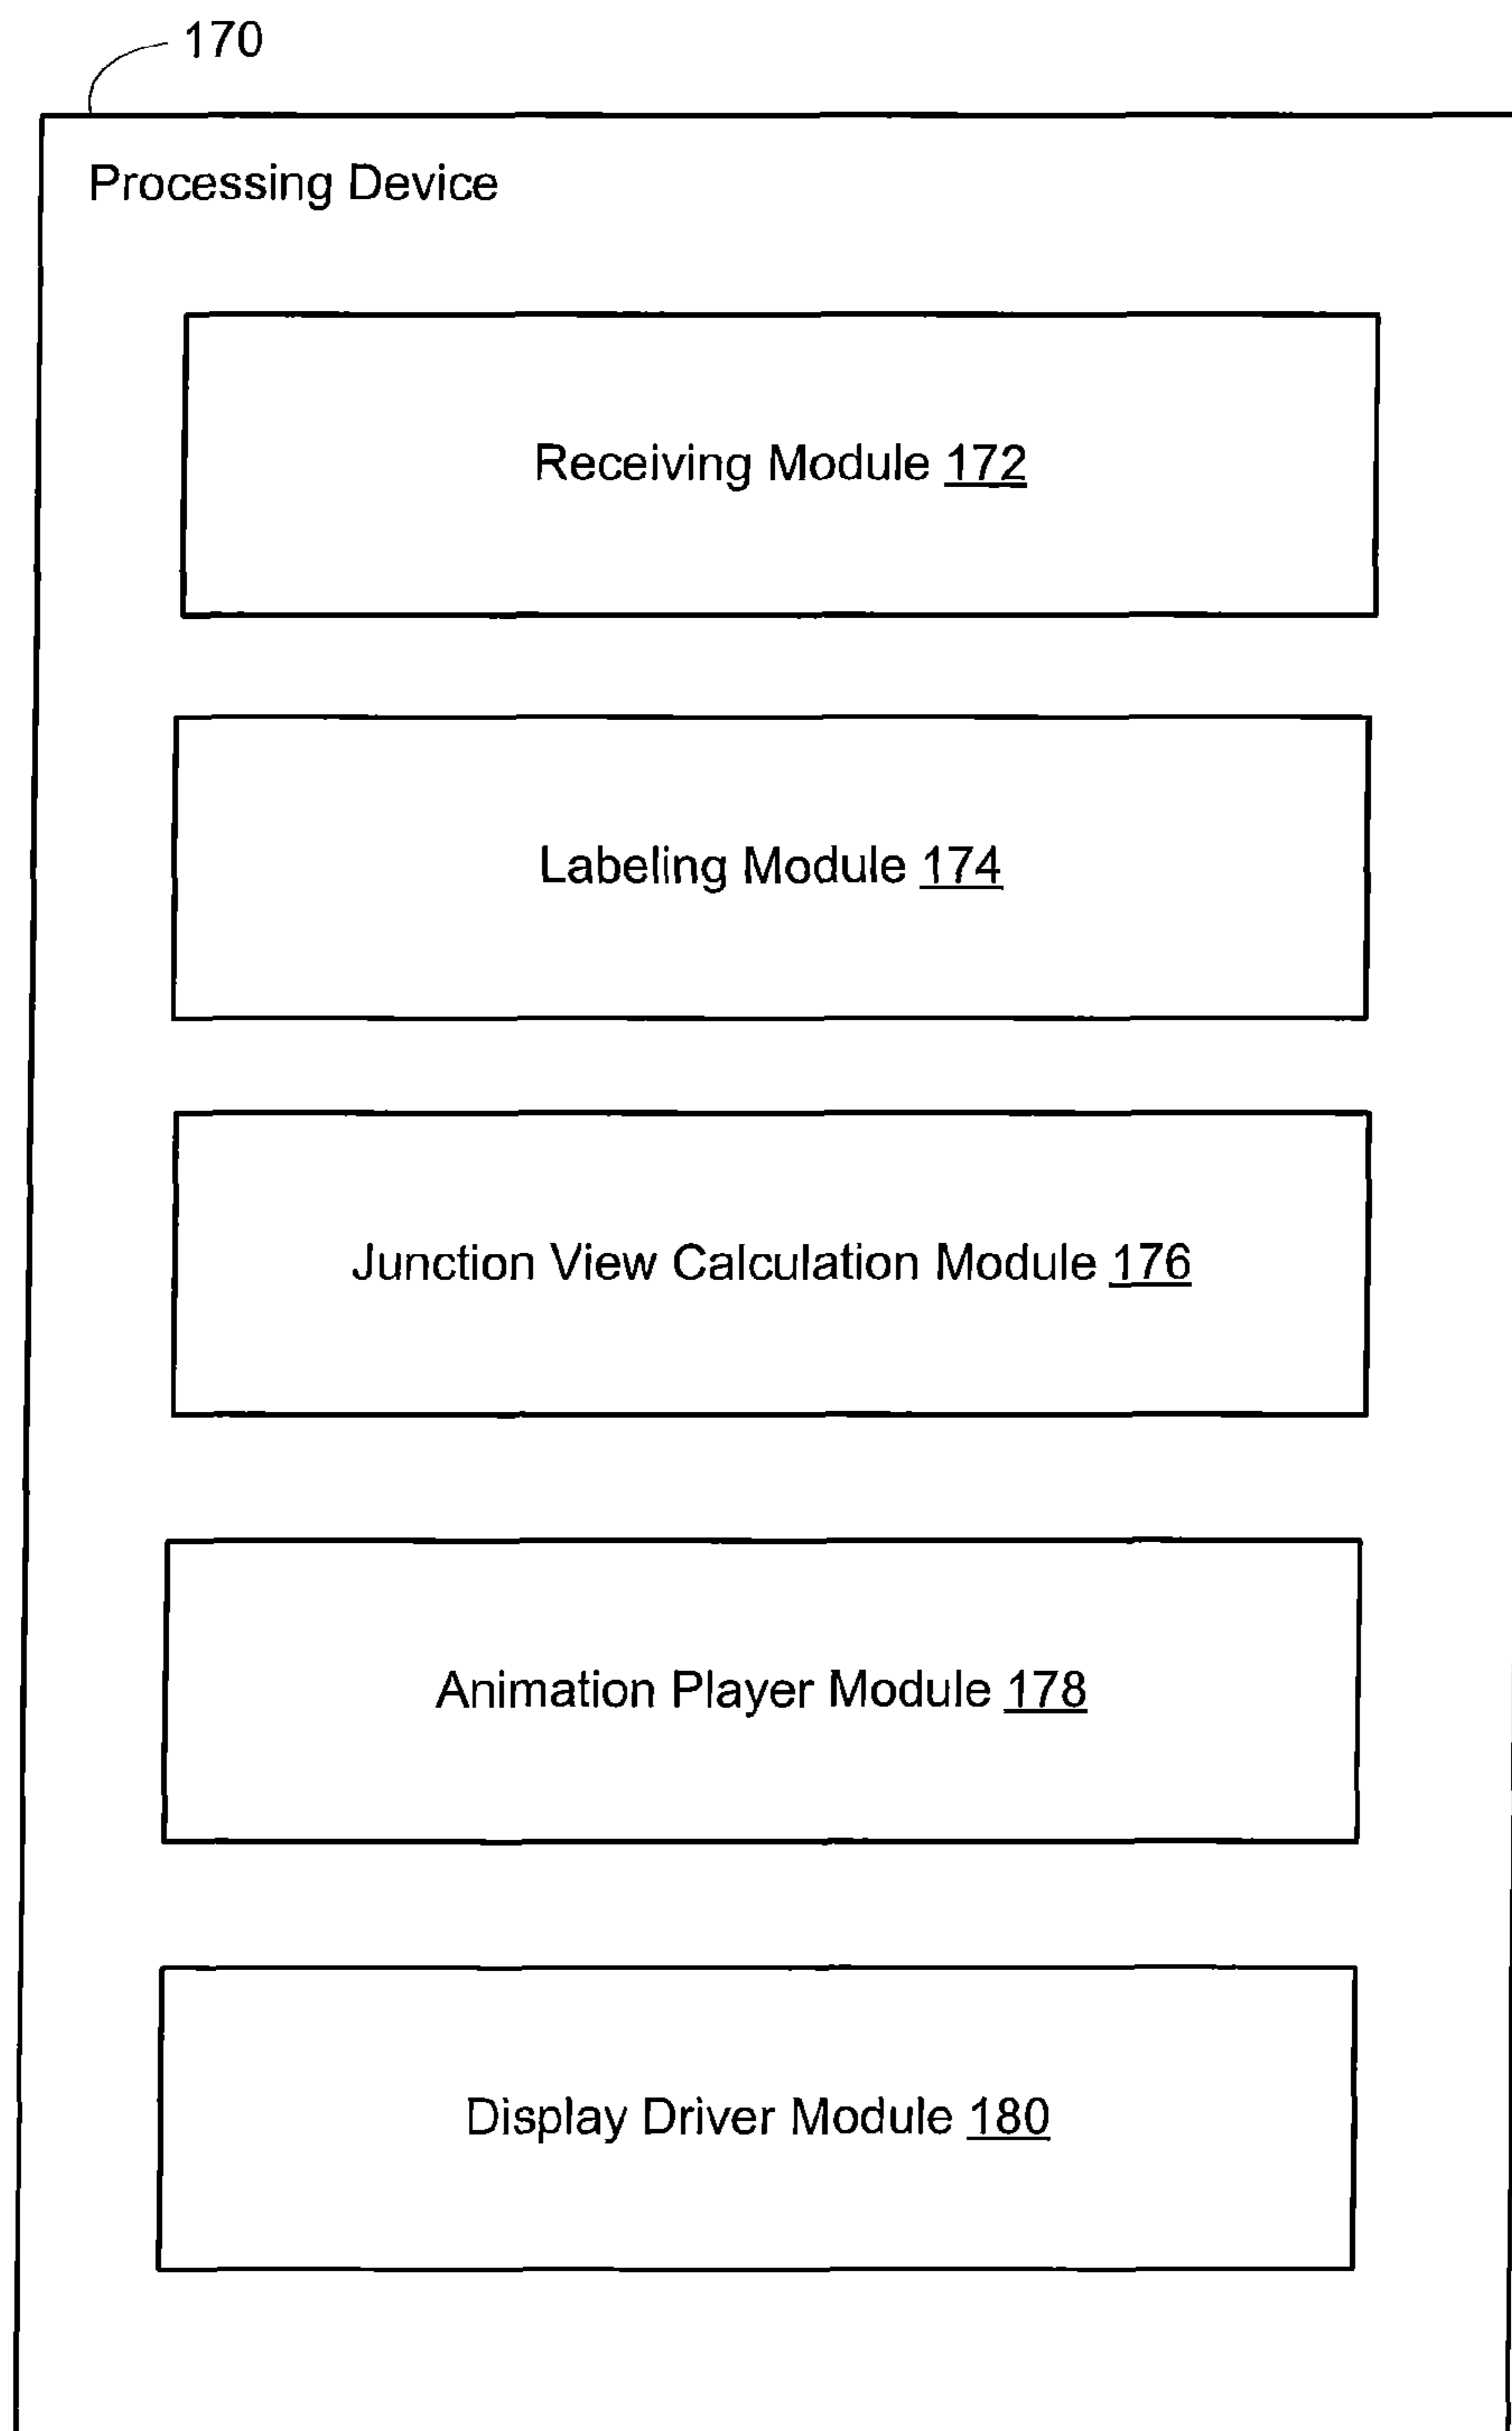 170
Processing Device
Receiving Module 172
Labeling Module 174
Junction View Calculation Module 176
Animation Player Module 178
Display Driver Module 180